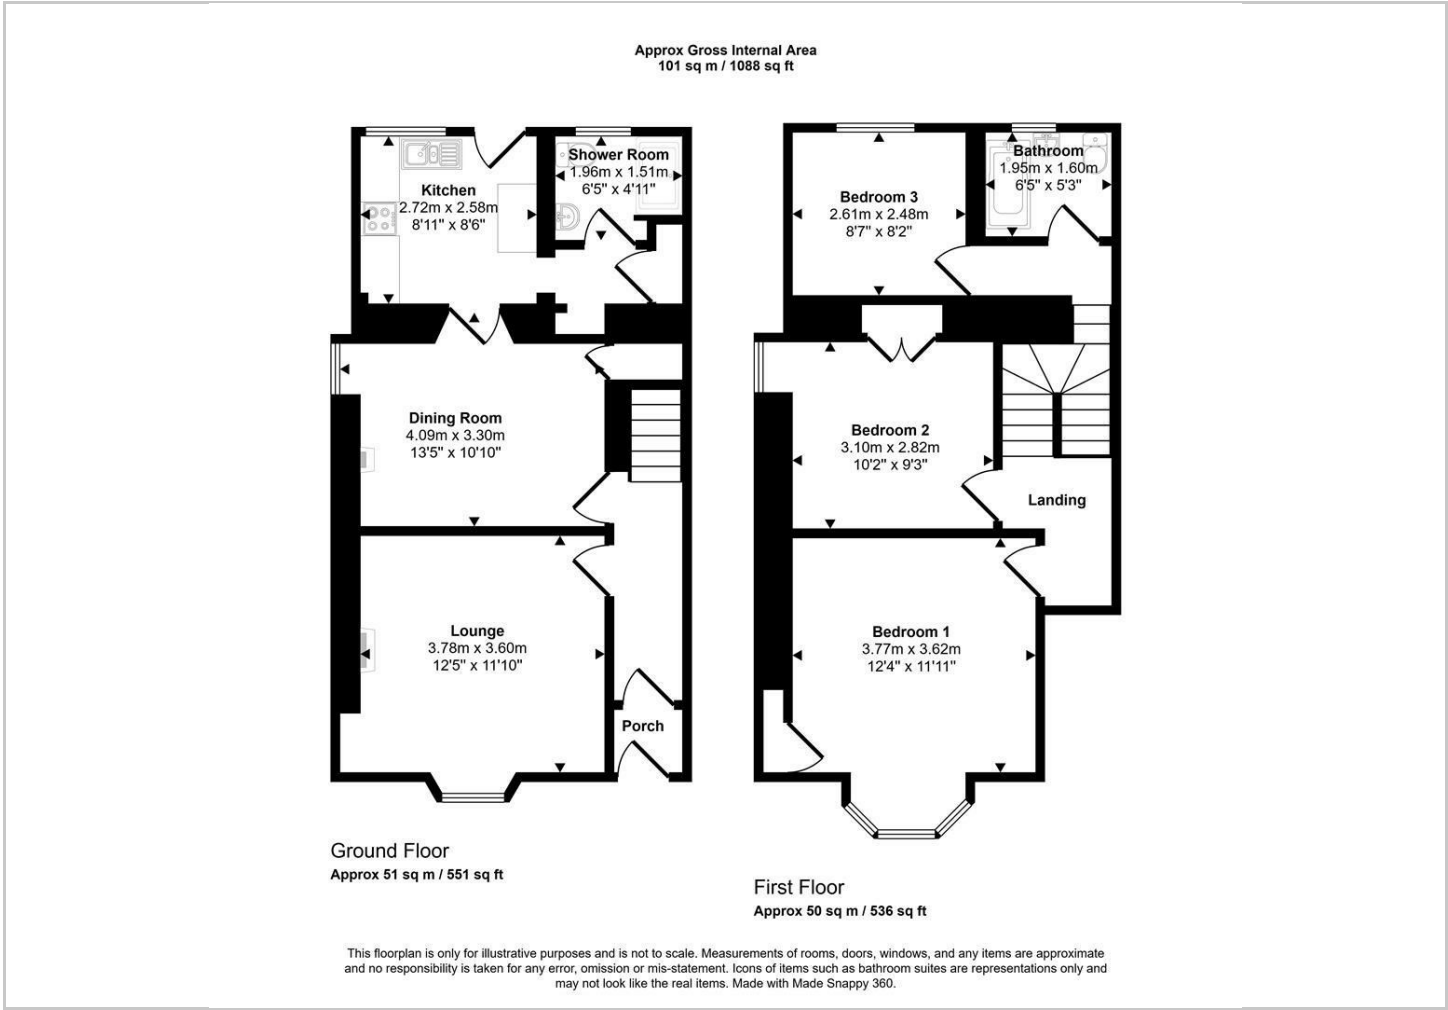 Approx Gross Internal Area
101 sq m / 1088 sq ft
Kitchen
2.72m x 2.58m
8'11" x 8'6"
Shower Room
1.96m x 1.51m
6'5" x 4'11"
Dining Room
4.09m x 3.30m
13'5" x 10'10"
Lounge
3.78m x 3.60m
12'5" x 11'10"
Porch
Ground Floor
Approx 51 sq m / 551 sq ft
Bedroom 3
2.61m x 2.48m
8'7" x 8'2"
Bathroom
1.95m x 1.60m
6'5" x 5'3"
Bedroom 2
3.10m x 2.82m
10'2" x 9'3"
Landing
Bedroom 1
3.77m x 3.62m
12'4" x 11'11"
First Floor
Approx 50 sq m / 536 sq ft
This floorplan is only for illustrative purposes and is not to scale. Measurements of rooms, doors, windows, and any items are approximate
and no responsibility is taken for any error, omission or mis-statement. Icons of items such as bathroom suites are representations only and
may not look like the real items. Made with Made Snappy 360.